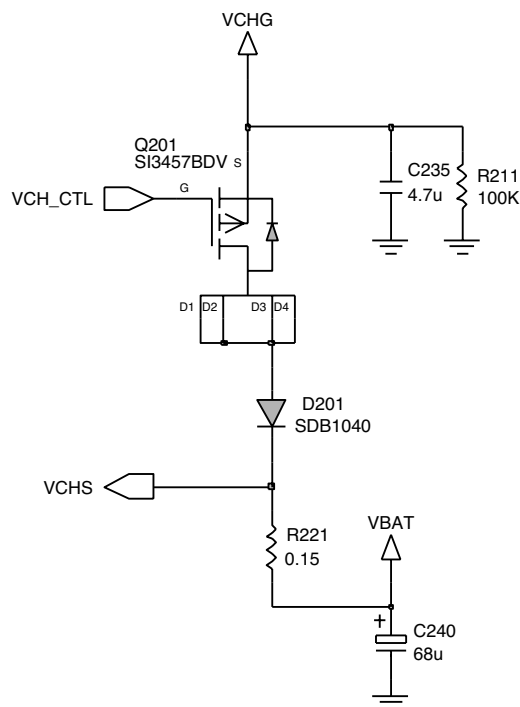 VCHG
Q201
SI3457BDV S
C235
4.7u
R211
100K
VCH_CTL
G
D1 D2 D3 D4
D201
SDB1040
VCHS
R221
0.15
VBAT
+
C240
68u